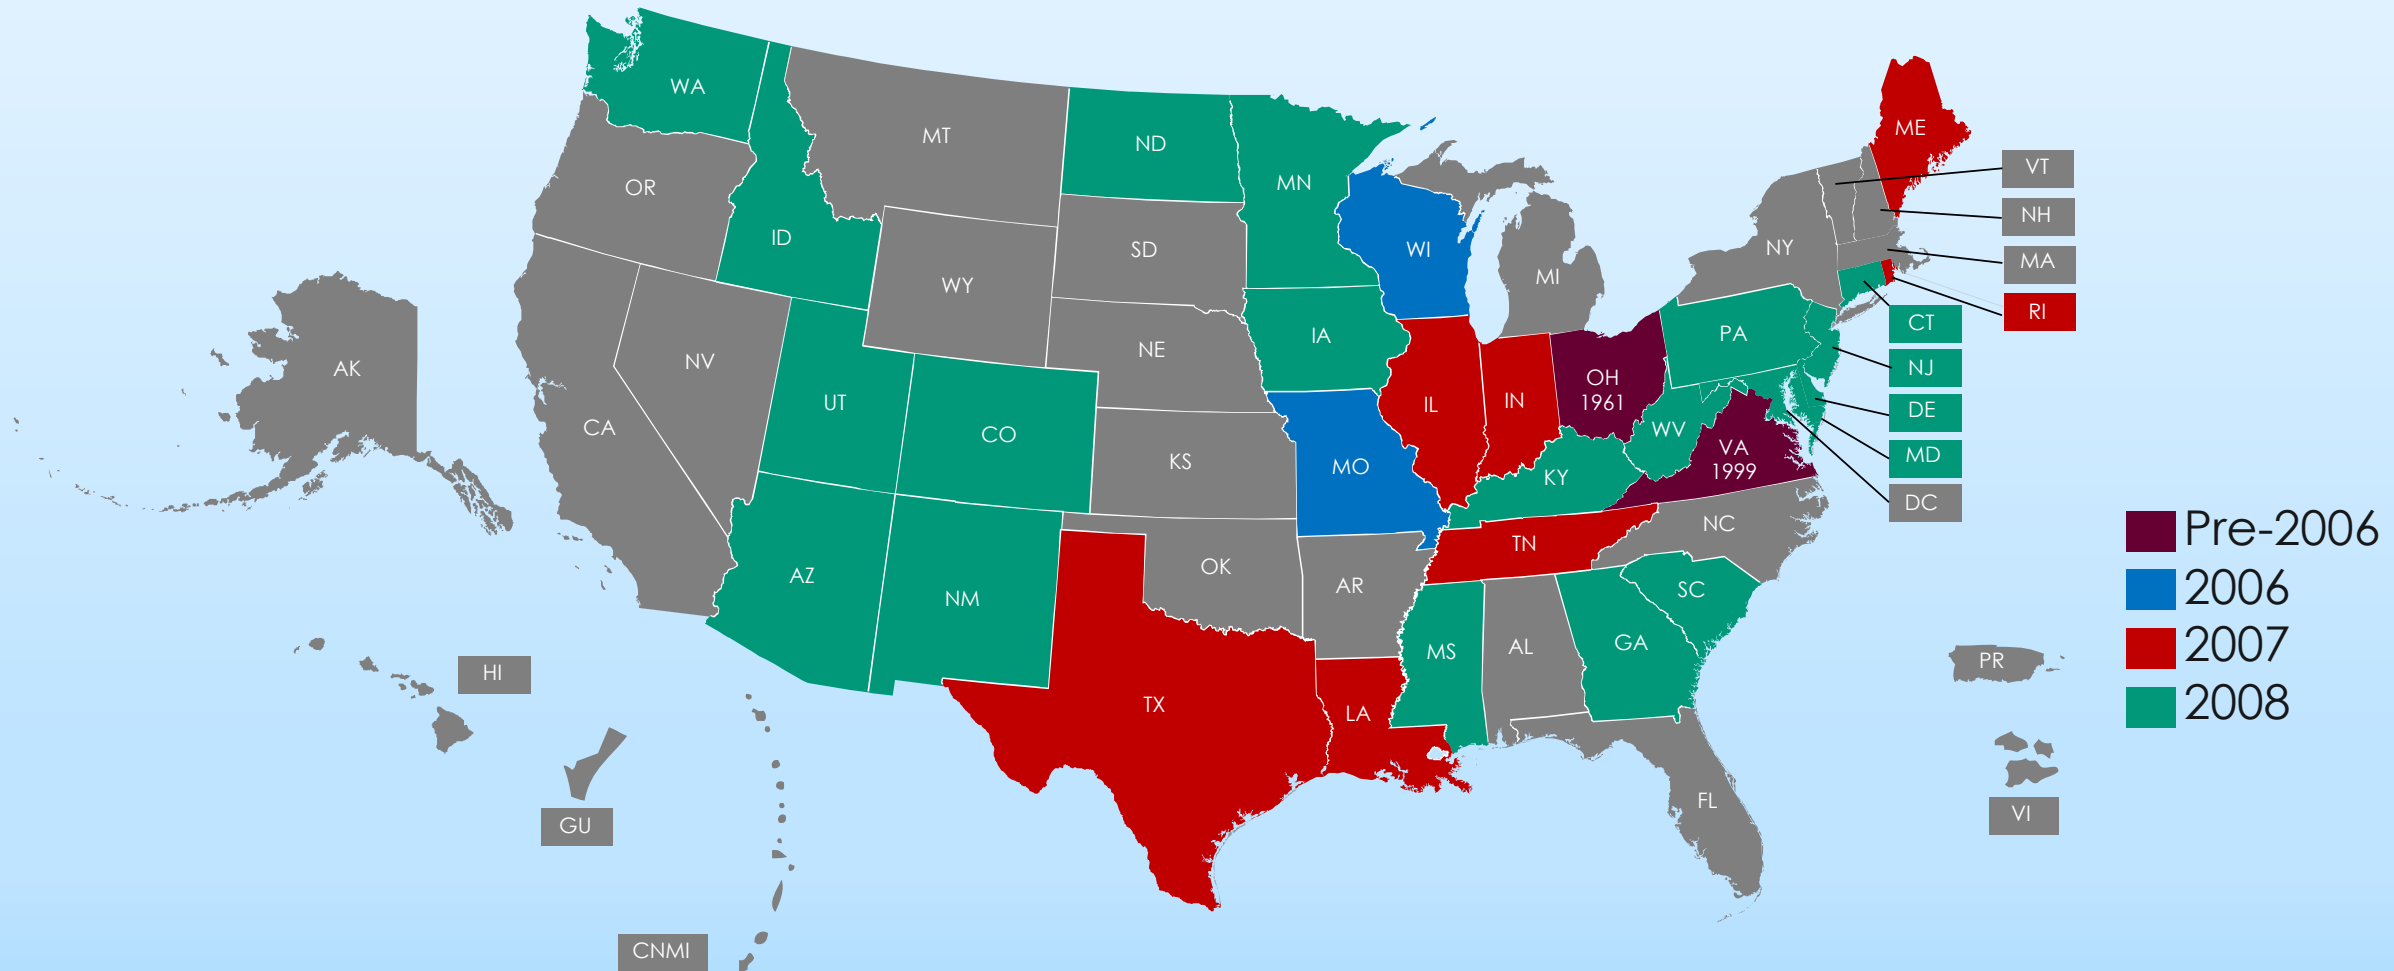 WA
MT
ND
MN
ME
VT
OR
ID
SD
WI
NY
NH
MA
WY
MI
RI
CT
NV
NE
IA
PA
NJ
AK
UT
IL
IN
OH
1961
DE
CA
CO
KS
MO
KY
WV
VA
1999
MD
DC
NC
Pre-2006
AZ
NM
OK
AR
TN
SC
2006
HI
TX
LA
MS
AL
GA
PR
2007
2008
GU
FL
VI
CNMI